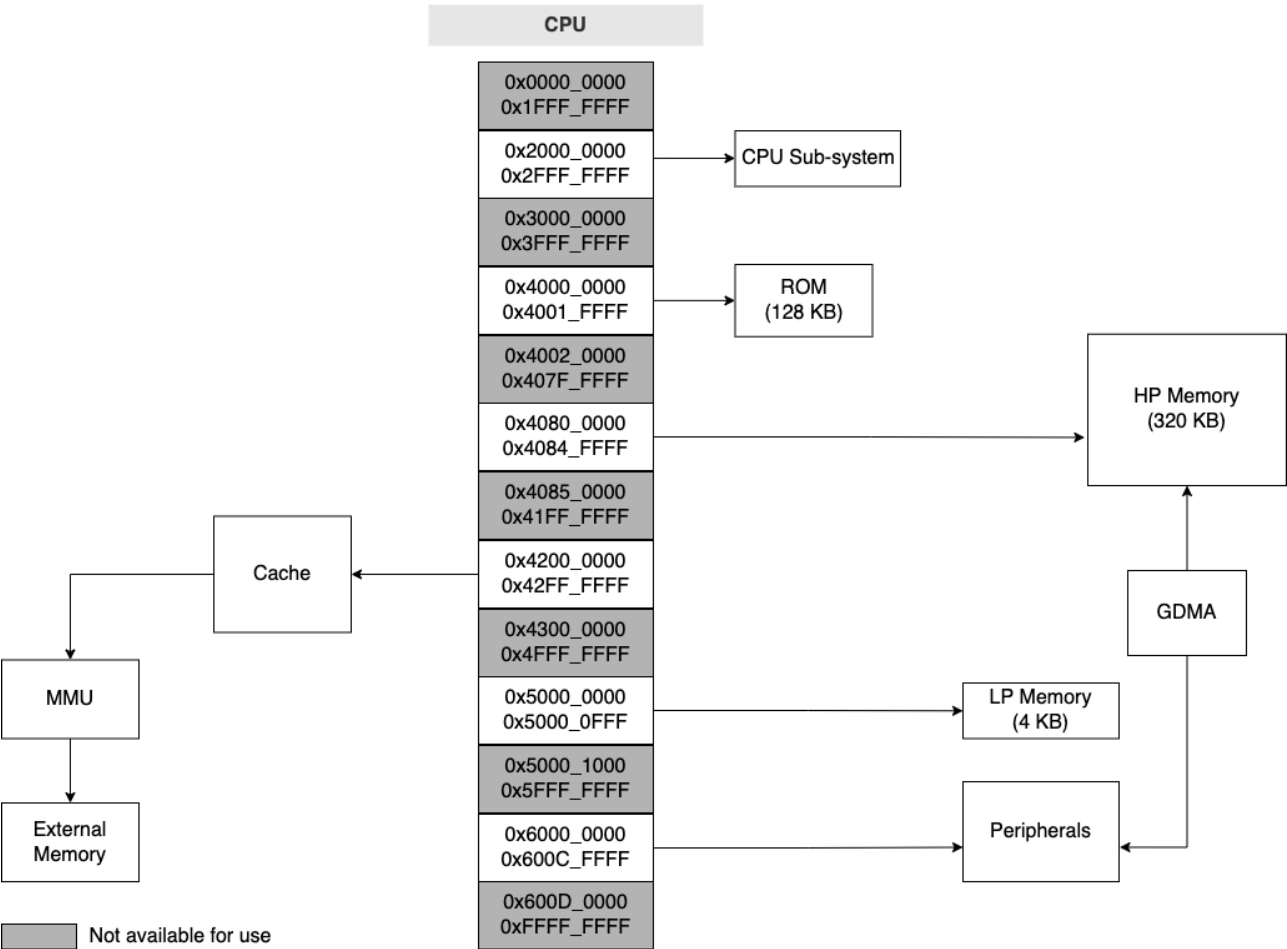 CPU
0x0000_0000
0x1FFF_FFFF
0x2000_0000
0x2FFF_FFFF
CPU Sub-system
0x3000_0000
0x3FFF_FFFF
0x4000_0000
0x4001_FFFF
ROM
(128 KB)
0x4002_0000
0x407F_FFFF
0x4080_0000
0x4084_FFFF
HP Memory
(320 KB)
0x4085_0000
0x41FF_FFFF
0x4200_0000
0x42FF_FFFF
Cache
GDMA
0x4300_0000
0x4FFF_FFFF
MMU
0x5000_0000
0x5000_0FFF
LP Memory
(4 KB)
0x5000_1000
0x5FFF_FFFF
External
Memory
0x6000_0000
0x600C_FFFF
Peripherals
0x600D_0000
0xFFFF_FFFF
Not available for use